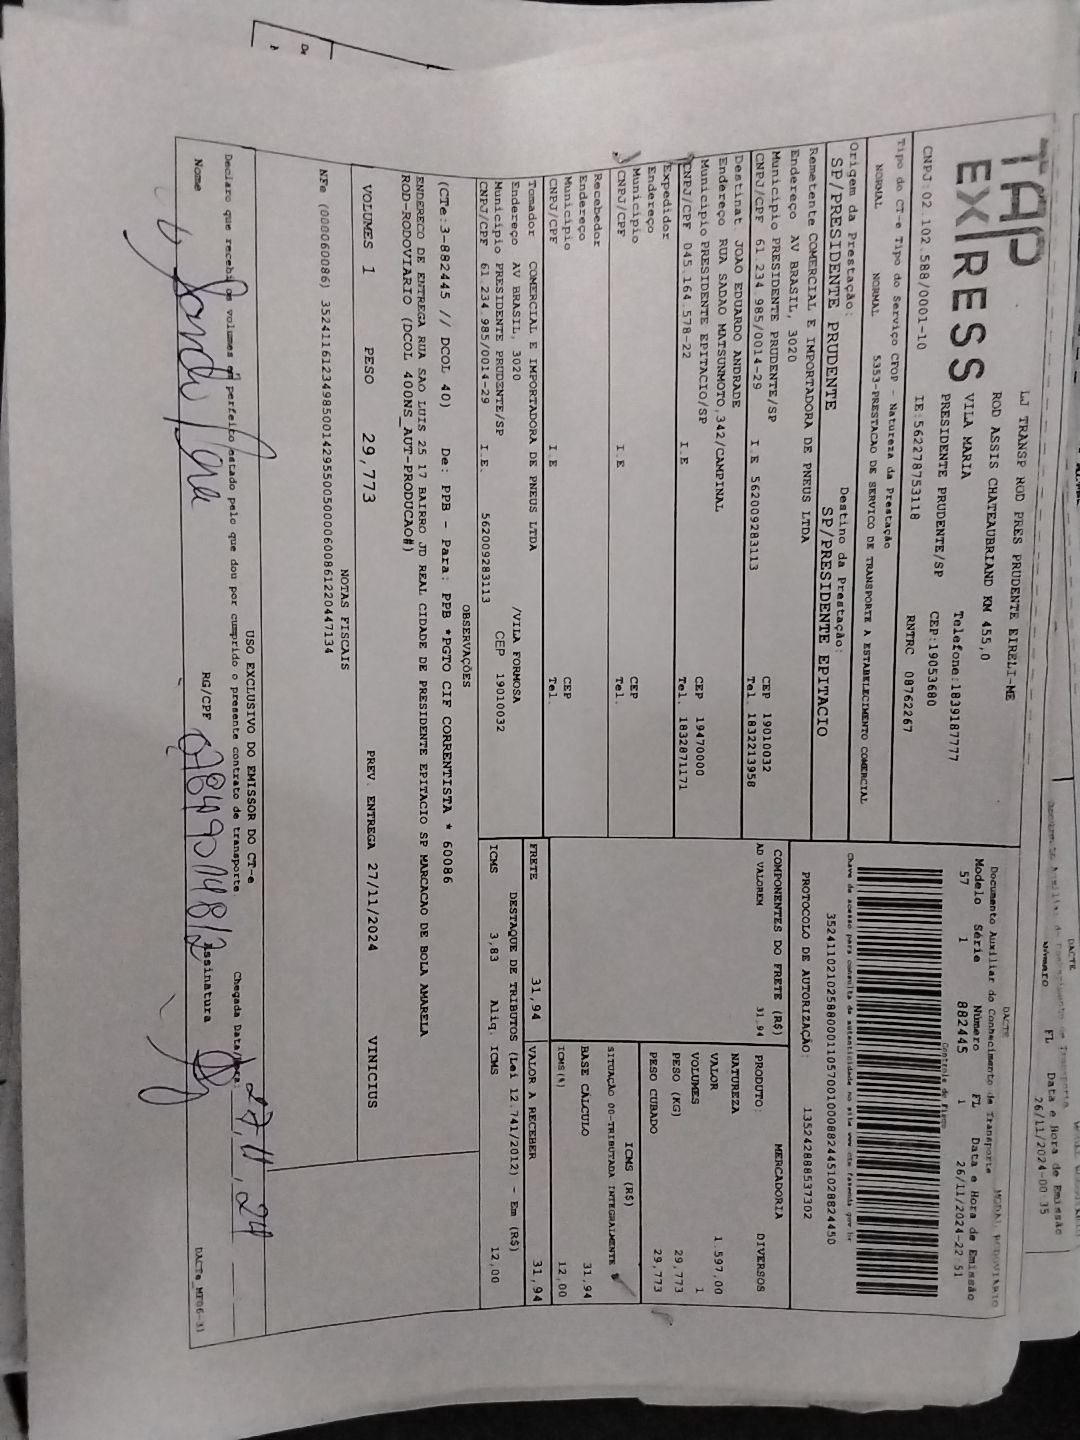 TAP
EXPRESS
LJ TRANSP ROD PRES PRUDENTE EIRELI-ME
ROD ASSIS CHATEAUBRIAND KM 455,0
VILA MARIA
Telefone:1839187777
PRESIDENTE PRUDENTE/SP
CEP:19053680
CNPJ:02.102.588/0001-10
IE:562278753118
RNTRC 08762267
Tipo do CT-e Tipo do Serviço CFOP - Natureza da Prestação
NORMAL NORMAL 5353-PRESTACAO DE SERVICO DE TRANSPORTE A ESTABELECIMENTO COMERCIAL
Origem da Prestação: Destino da Prestação:
SP/PRESIDENTE PRUDENTE SP/PRESIDENTE EPITACIO
Remetente COMERCIAL E IMPORTADORA DE PNEUS LTDA
Endereço AV BRASIL, 3020
Municipio PRESIDENTE PRUDENTE/SP CEP 19010032
CNPJ/CPF 61.234.985/0014-29 I.E 562009283113 Tel. 1832213958
Destinat. JOAO EDUARDO ANDRADE
Endereço RUA SADAO MATSUNMOTO,342/CAMPINAL
Municipio PRESIDENTE EPITACIO/SP CEP 19470000
CNPJ/CPF 045.164.578-22 I.E Tel. 1832871171
Expedidor
Endereço
Municipio CEP
CNPJ/CPF I.E Tel.
Recebedor
Endereço
Municipio CEP
CNPJ/CPF I.E Tel.
Tomador COMERCIAL E IMPORTADORA DE PNEUS LTDA
Endereço AV BRASIL, 3020 /VILA FORMOSA
Municipio PRESIDENTE PRUDENTE/SP CEP 19010032
CNPJ/CPF 61.234.985/0014-29 I.E. 562009283113
DACTE
MODAL RODOVIÁRIO
Documento Auxiliar do Conhecimento de Transporte
Modelo Série Número FL Data e Hora de Emissão
57 1 882445 1 26/11/2024-22 51
Controle do Fisco
Chave de acesso para consulta de autenticidade no site www cte fazenda gov br
35241102102588000110570010008824451028824450
PROTOCOLO DE AUTORIZAÇÃO: 135242888537302
COMPONENTES DO FRETE (R$)
AD VALOREM 31.94
PRODUTO: MERCADORIA
NATUREZA DIVERSOS
VALOR 1.597,00
VOLUMES 1
PESO (KG) 29,773
PESO CUBADO 29,773
ICMS (R$)
SITUAÇÃO 00-TRIBUTADA INTEGRALMENTE
BASE CÁLCULO 31,94
ICMS(%) 12,00
FRETE 31,94 VALOR A RECEBER 31,94
DESTAQUE DE TRIBUTOS (Lei 12.741/2012) - Em (R$)
ICMS 3,83 Aliq. ICMS 12,00
OBSERVAÇÕES
(CTe:3-882445 // DCOL 40) De: PPB - Para: PPB *PGTO CIF CORRENTISTA * 60086
ENDERECO DE ENTREGA RUA SAO LUIS 25 17 BAIRRO JD REAL CIDADE DE PRESIDENTE EPITACIO SP MARCACAO DE BOLA AMARELA
ROD-RODOVIARIO (DCOL 400NS_AUT-PRODUCAO#)
VOLUMES 1 PESO 29,773 PREV. ENTREGA 27/11/2024 VINICIUS
NOTAS FISCAIS
NFe (000060086) 35241161234985001429550050000600861220447134
USO EXCLUSIVO DO EMISSOR DO CT-e
Declaro que recebi os volumes em perfeito estado pelo que dou por cumprido o presente contrato de transporte Chegada Data/Hora: 27,11,24
Nome RG/CPF Assinatura
DACTE
FL Data e Hora de Emissão
26/11/2024-00 35